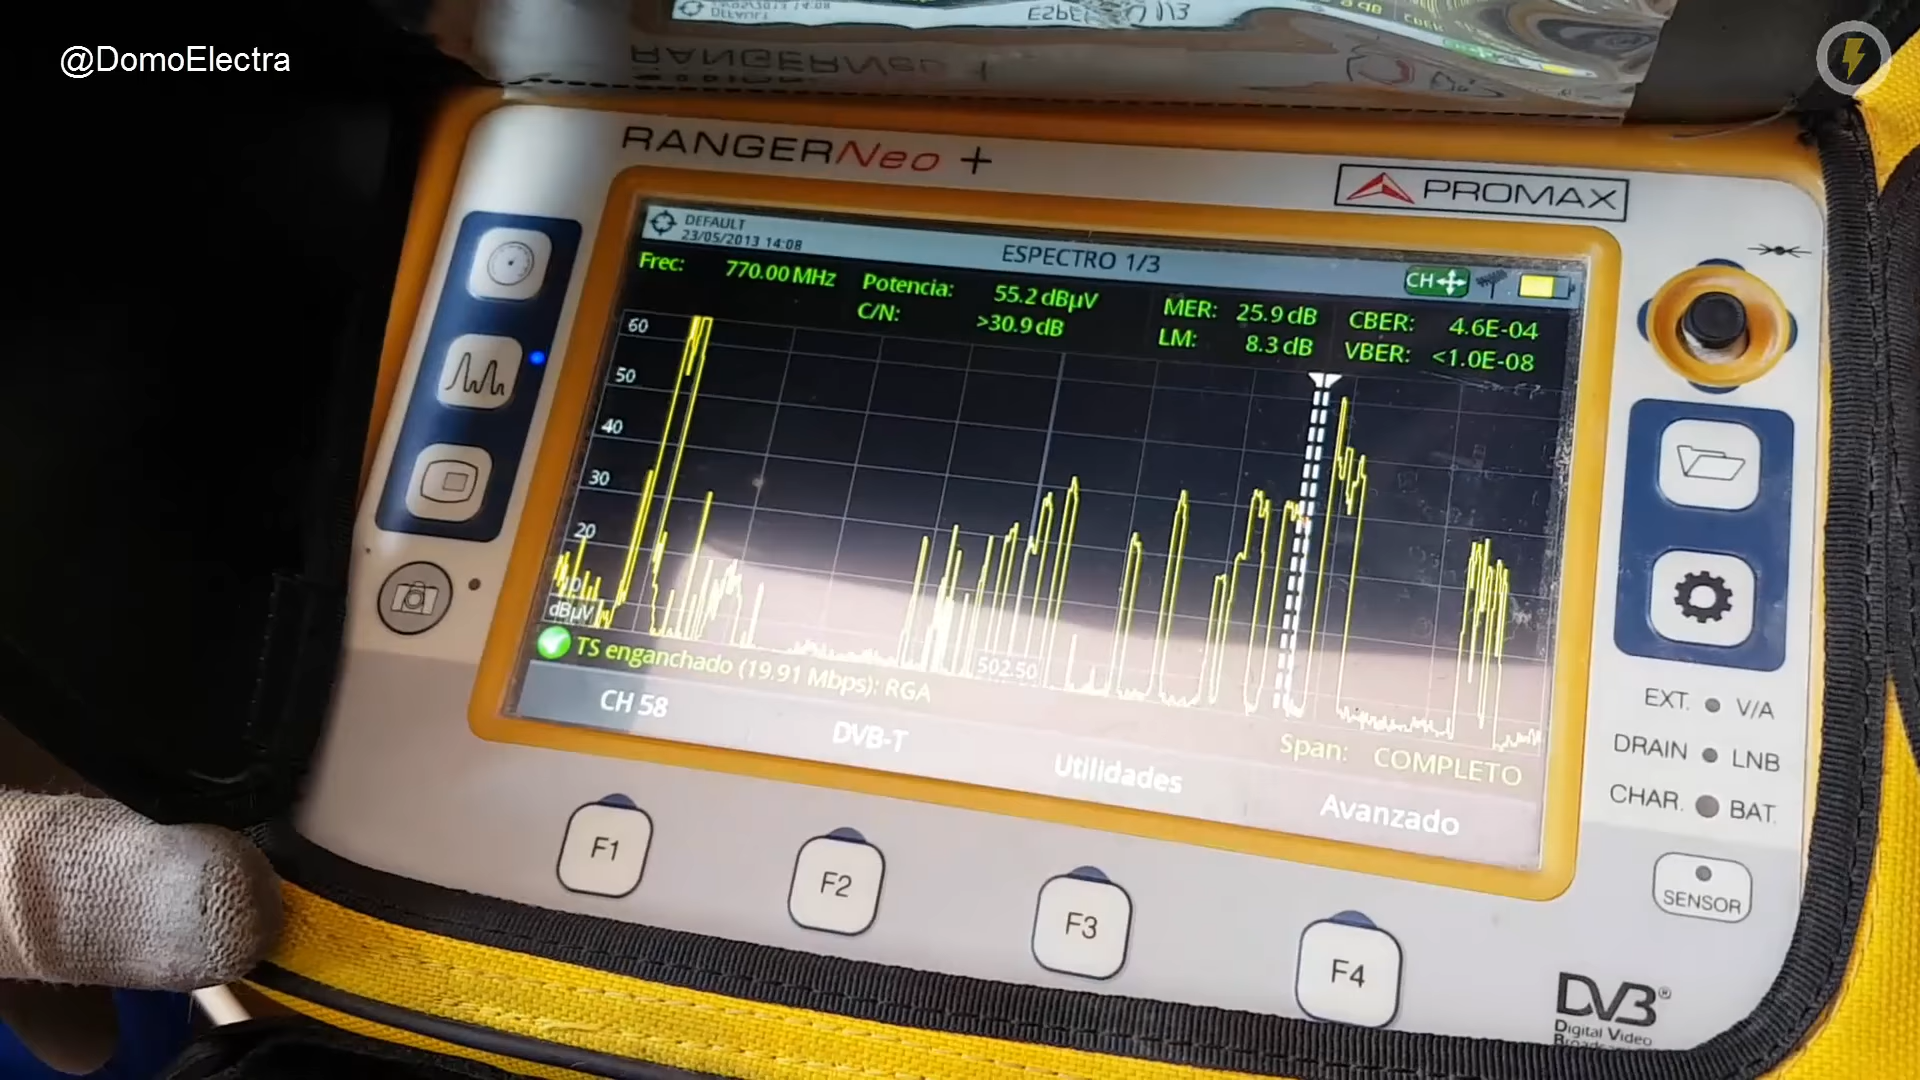 @DomoElectra
RANGERNeo +
PROMAX
DEFAULT
23/05/2013 14:08
ESPECTRO 1/3
CH
Frec: 770.00 MHz
Potencia: 55.2 dBµV
MER: 25.9 dB
CBER: 4.6E-04
C/N: >30.9 dB
LM: 8.3 dB
VBER: <1.0E-08
60
50
40
30
20
10
dBµV
502.50
TS enganchado (19.91 Mbps): RGA
Span: COMPLETO
CH 58
DVB-T
Utilidades
Avanzado
F1
F2
F3
F4
EXT. V/A
DRAIN LNB
CHAR. BAT.
SENSOR
DVB®
Digital Video